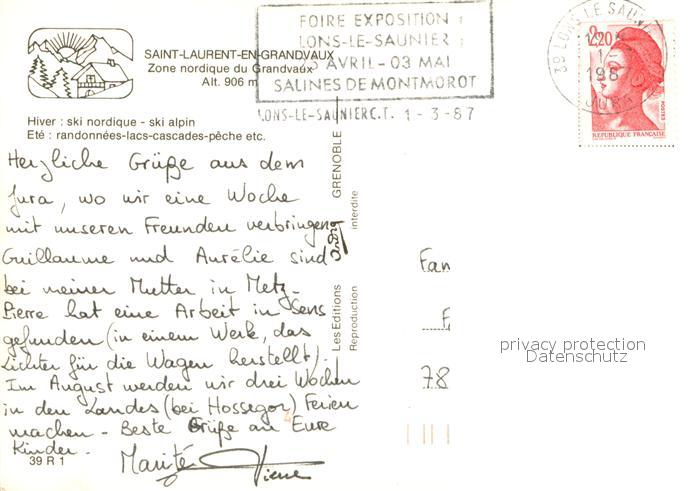 SAINT-LAURENT-EN-GRANDVAUX
Zone nordique du Grandvaux
Alt. 906 m
Hiver : ski nordique - ski alpin
Eté : randonnées-lacs-cascades-pêche etc.
FOIRE EXPOSITION
LONS-LE-SAUNIER
AVRIL - 03 MAI
SALINES DE MONTMOROT
LONS-LE-SAUNIER C.T. 1-3-87
39 LONS LE SAUN
JURA
2,20
POSTES
REPUBLIQUE FRANÇAISE
Herzliche Grüße aus dem
Jura, wo wir eine Woche
mit unseren Freunden verbringen.
Guillaume und Aurélie sind
bei meiner Mutter in Metz.
Pierre hat eine Arbeit in Sens
gefunden (in einem Werk, das
Lichter für die Wagen herstellt).
Im August werden wir drei Wochen
in den Landes (bei Hossegor) Ferien
machen - Beste Grüße an Eure
Kinder.
Marité Pierre
39 R 1
Les Editions André GRENOBLE
Reproduction interdite
Fan
F
78
privacy protection
Datenschutz